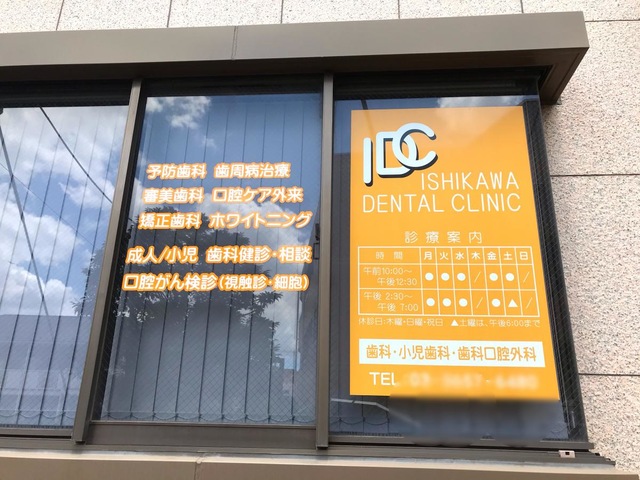 予防歯科 歯周病治療
審美歯科 口腔ケア外来
矯正歯科 ホワイトニング
成人/小児 歯科健診・相談
口腔がん検診(視触診・細胞)
IDC
ISHIKAWA
DENTAL CLINIC
診療案内
時間 月 火 水 木 金 土 日
午前10:00〜
午後12:30 ● ● ● / ● ● /
午後 2:30〜
午後 7:00 ● ● ● / ● ▲ /
休診日:木曜・日曜・祝日 ▲土曜は、午後6:00まで
歯科・小児歯科・歯科口腔外科
TEL